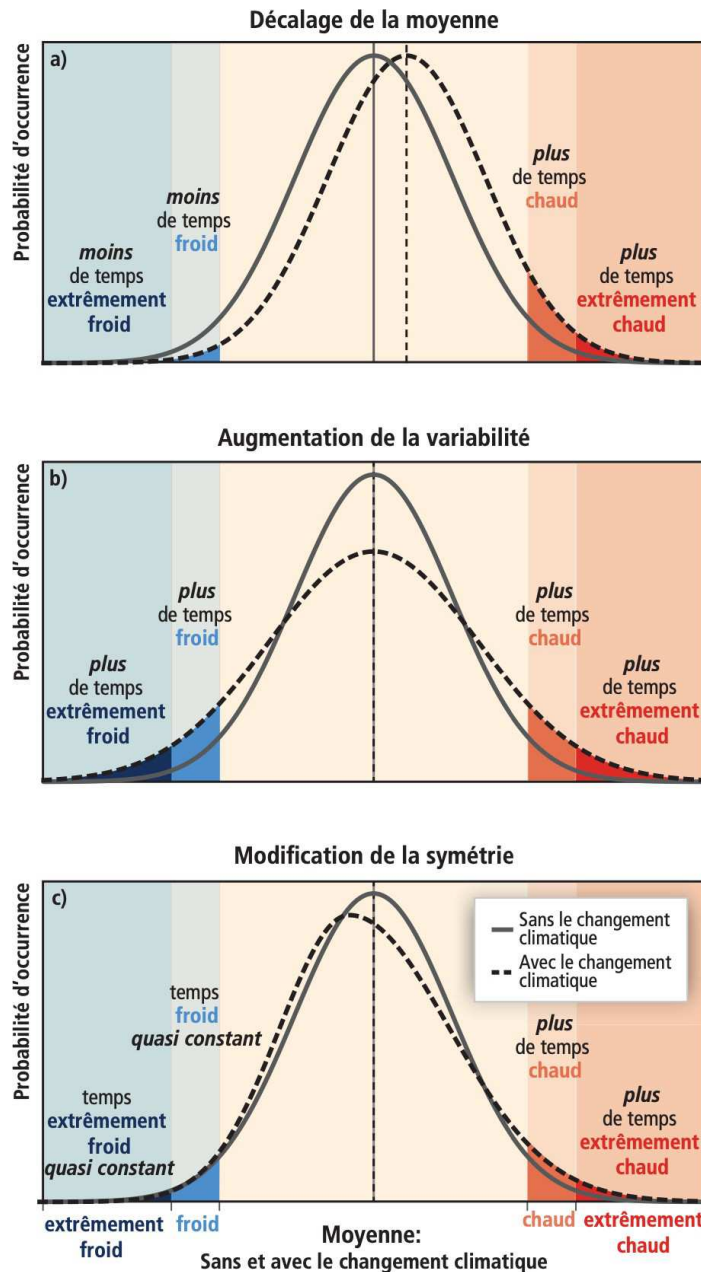 Décalage de la moyenne
a)
Probabilité d'occurrence
moins
de temps
extrêmement
froid
moins
de temps
froid
plus
de temps
chaud
plus
de temps
extrêmement
chaud
Augmentation de la variabilité
b)
Probabilité d'occurrence
plus
de temps
extrêmement
froid
plus
de temps
froid
plus
de temps
chaud
plus
de temps
extrêmement
chaud
Modification de la symétrie
c)
Probabilité d'occurrence
Sans le changement
climatique
Avec le changement
climatique
temps
extrêmement
froid
quasi constant
temps
froid
quasi constant
plus
de temps
chaud
plus
de temps
extrêmement
chaud
extrêmement
froid
froid
Moyenne:
Sans et avec le changement climatique
chaud
extrêmement
chaud